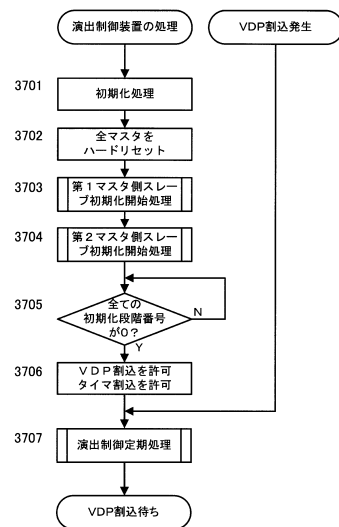 演出制御装置の処理
VDP割込発生
3701
初期化処理
3702
全マスタを
ハードリセット
3703
第1マスタ側スレー
ブ初期化開始処理
3704
第2マスタ側スレー
ブ初期化開始処理
3705
全ての
初期化段階番号
が0?
N
Y
3706
VDP割込を許可
タイマ割込を許可
3707
演出制御定期処理
VDP割込待ち